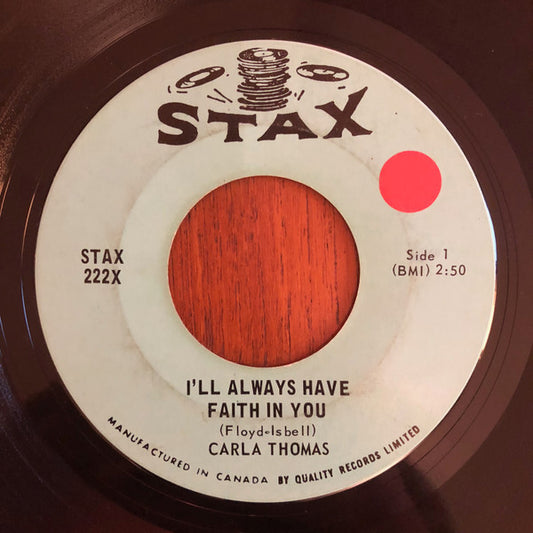 STAX
STAX
222X
Side 1
(BMI) 2:50
I'LL ALWAYS HAVE
FAITH IN YOU
(Floyd-Isbell)
CARLA THOMAS
MANUFACTURED IN CANADA BY QUALITY RECORDS LIMITED